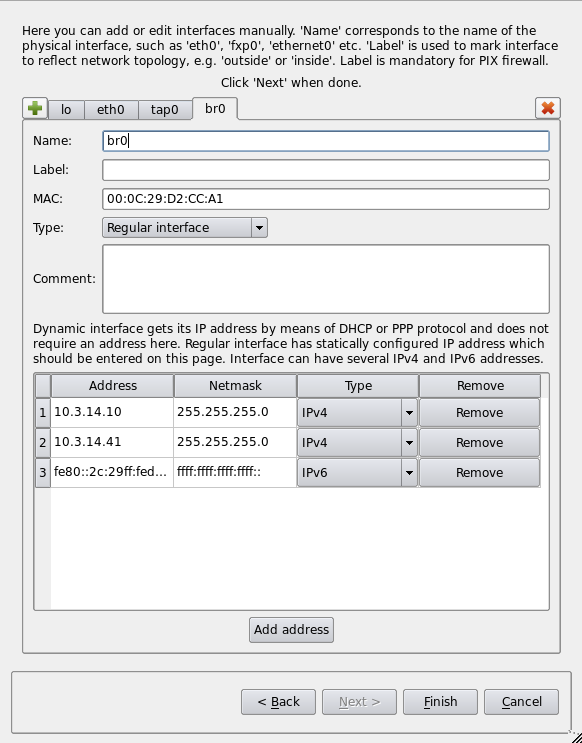 Here you can add or edit interfaces manually. 'Name' corresponds to the name of the
physical interface, such as 'eth0', 'fxp0', 'ethernet0' etc. 'Label' is used to mark interface
to reflect network topology, e.g. 'outside' or 'inside'. Label is mandatory for PIX firewall.
Click 'Next' when done.
lo eth0 tap0 br0
Name: br0
Label:
MAC: 00:0C:29:D2:CC:A1
Type: Regular interface
Comment:
Dynamic interface gets its IP address by means of DHCP or PPP protocol and does not
require an address here. Regular interface has statically configured IP address which
should be entered on this page. Interface can have several IPv4 and IPv6 addresses.
Address Netmask Type Remove
1 10.3.14.10 255.255.255.0 IPv4 Remove
2 10.3.14.41 255.255.255.0 IPv4 Remove
3 fe80::2c:29ff:fed... ffff:ffff:ffff:ffff:: IPv6 Remove
Add address
< Back Next > Finish Cancel